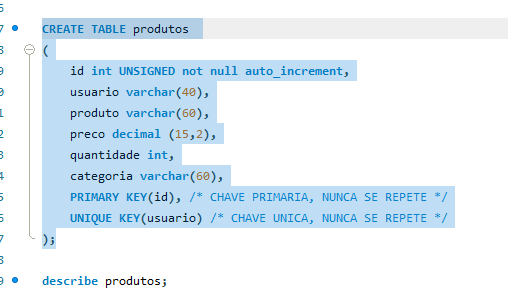 CREATE TABLE produtos
(
id int UNSIGNED not null auto_increment,
usuario varchar(40),
produto varchar(60),
preco decimal (15,2),
quantidade int,
categoria varchar(60),
PRIMARY KEY(id), /* CHAVE PRIMARIA, NUNCA SE REPETE */
UNIQUE KEY(usuario) /* CHAVE UNICA, NUNCA SE REPETE */
);
describe produtos;